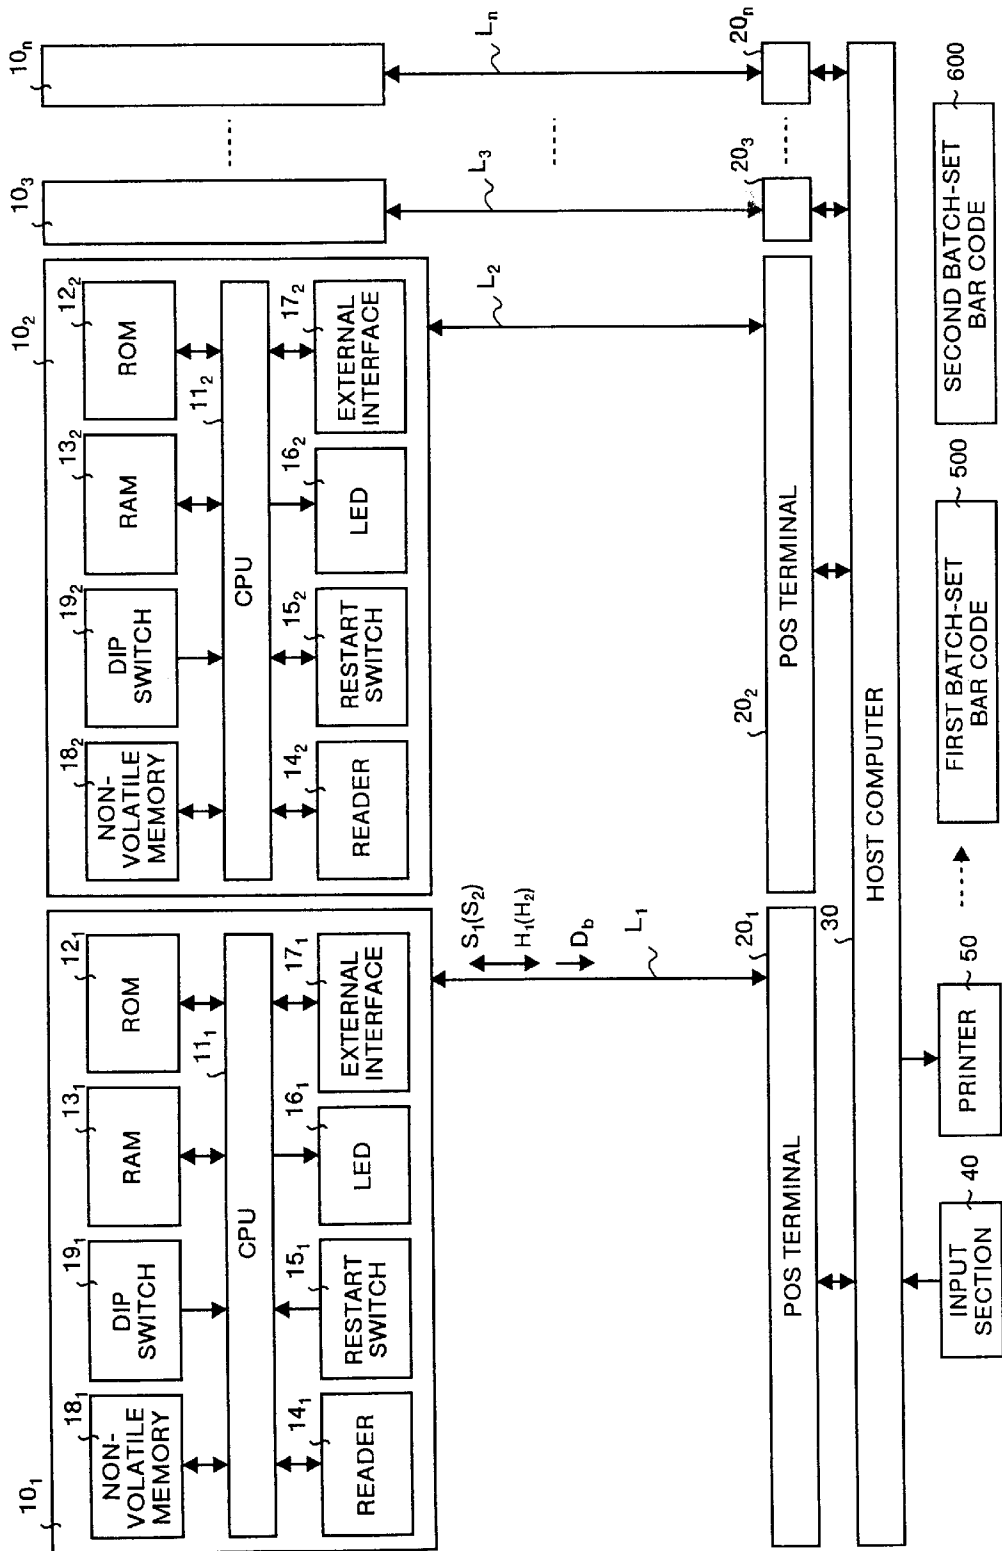 10₁
18₁
NON-
VOLATILE
MEMORY
19₁
DIP
SWITCH
13₁
RAM
12₁
ROM
CPU
11₁
14₁
READER
15₁
RESTART
SWITCH
16₁
LED
17₁
EXTERNAL
INTERFACE
10₂
18₂
NON-
VOLATILE
MEMORY
19₂
DIP
SWITCH
13₂
RAM
12₂
ROM
CPU
11₂
14₂
READER
15₂
RESTART
SWITCH
16₂
LED
17₂
EXTERNAL
INTERFACE
10₃
10ₙ
S₁(S₂)
H₁(H₂)
D_b
L₁
L₂
L₃
Lₙ
20₁
POS TERMINAL
20₂
POS TERMINAL
20₃
20ₙ
30
HOST COMPUTER
40
INPUT
SECTION
50
PRINTER
500
FIRST BATCH-SET
BAR CODE
600
SECOND BATCH-SET
BAR CODE